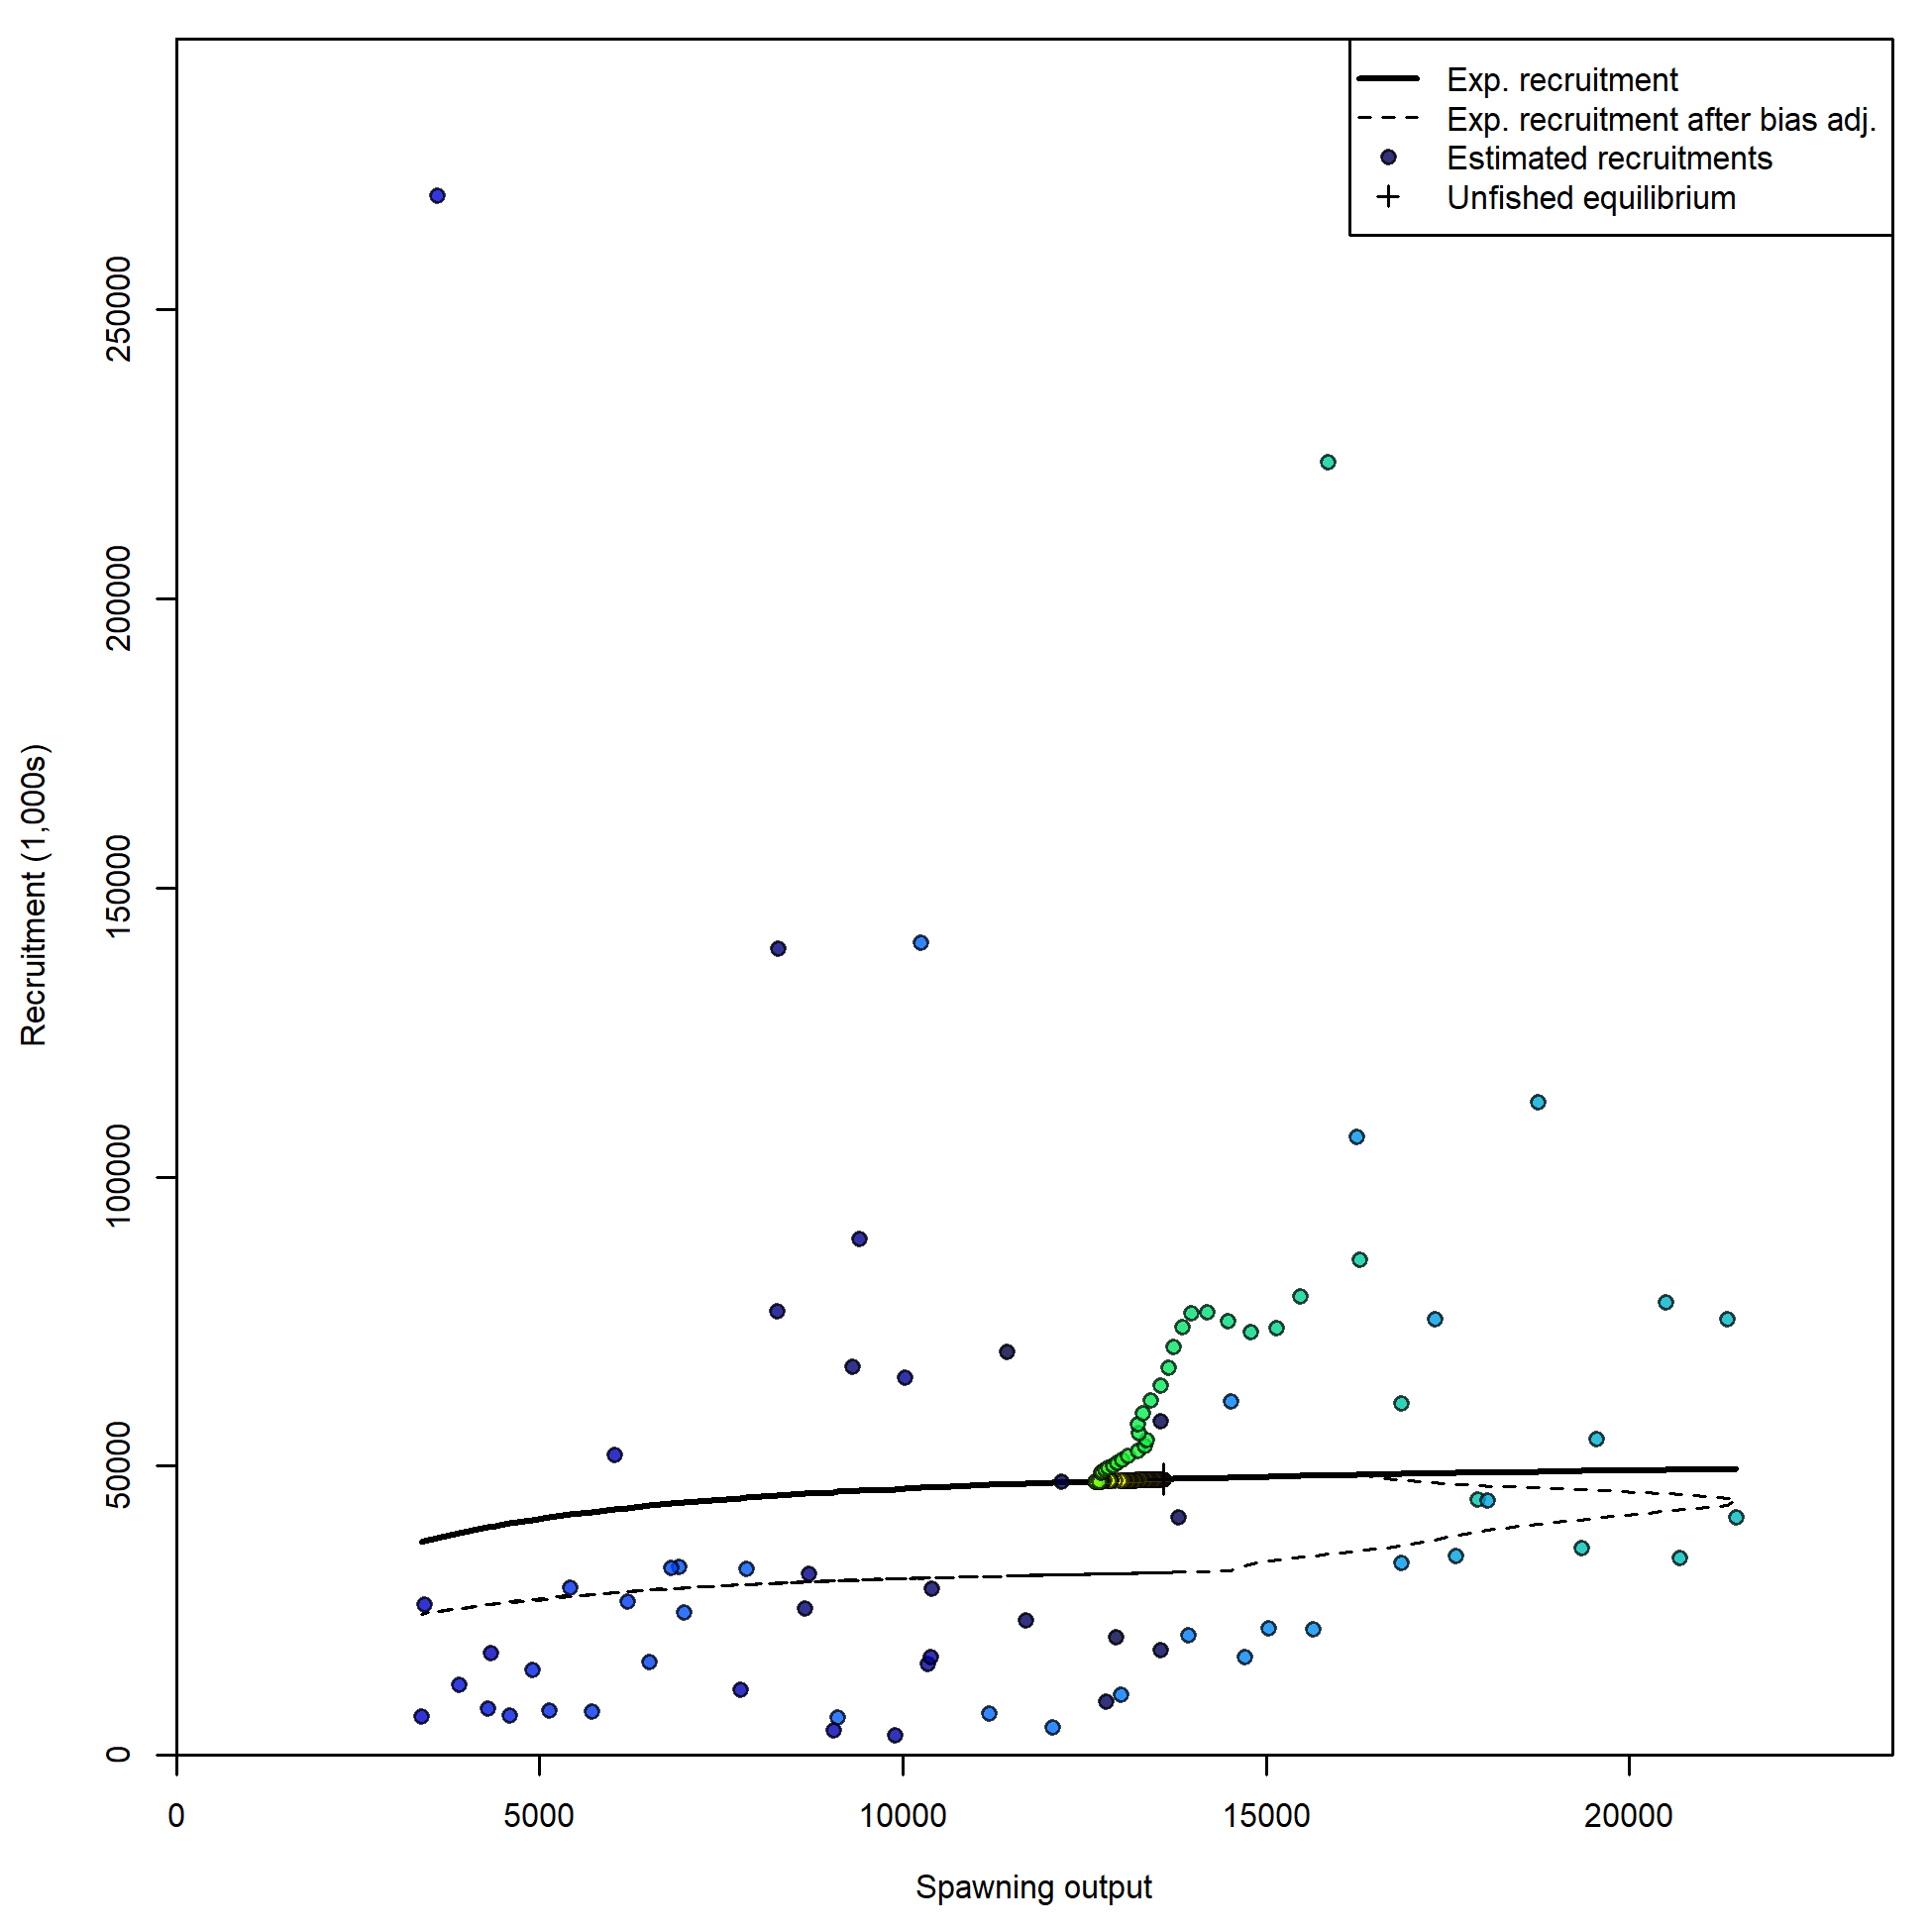 Exp. recruitment
Exp. recruitment after bias adj.
Estimated recruitments
Unfished equilibrium
Recruitment (1,000s)
250000
200000
150000
100000
50000
0
0 5000 10000 15000 20000
Spawning output